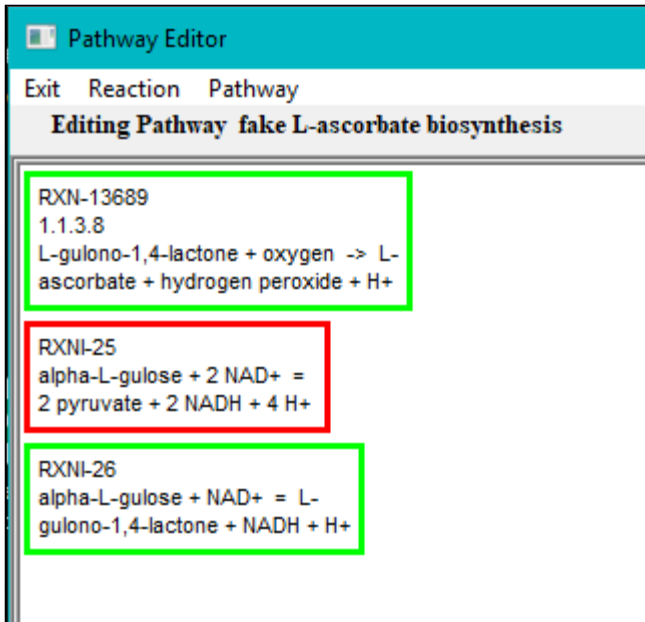 Pathway Editor
Exit Reaction Pathway
Editing Pathway fake L-ascorbate biosynthesis
RXN-13689
1.1.3.8
L-gulono-1,4-lactone + oxygen -> L-
ascorbate + hydrogen peroxide + H+
RXNI-25
alpha-L-gulose + 2 NAD+ =
2 pyruvate + 2 NADH + 4 H+
RXNI-26
alpha-L-gulose + NAD+ = L-
gulono-1,4-lactone + NADH + H+